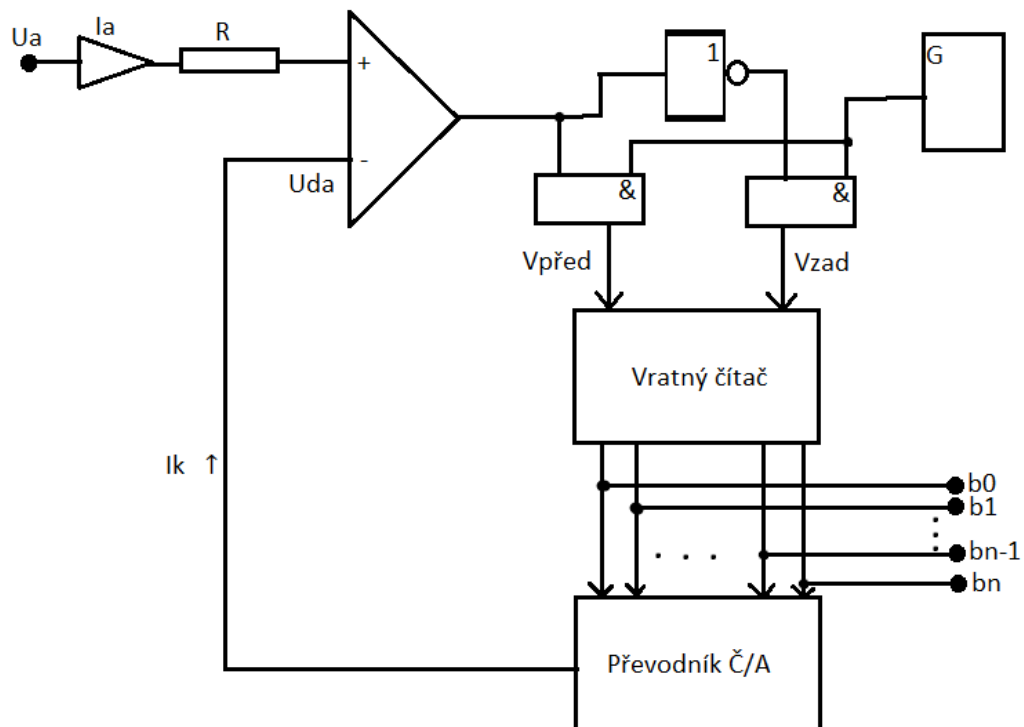 Ua
Ia
R
+
-
Uda
1
G
&
&
Vpřed
Vzad
Vratný čítač
Ik ↑
b0
b1
. . .
bn-1
bn
Převodník Č/A